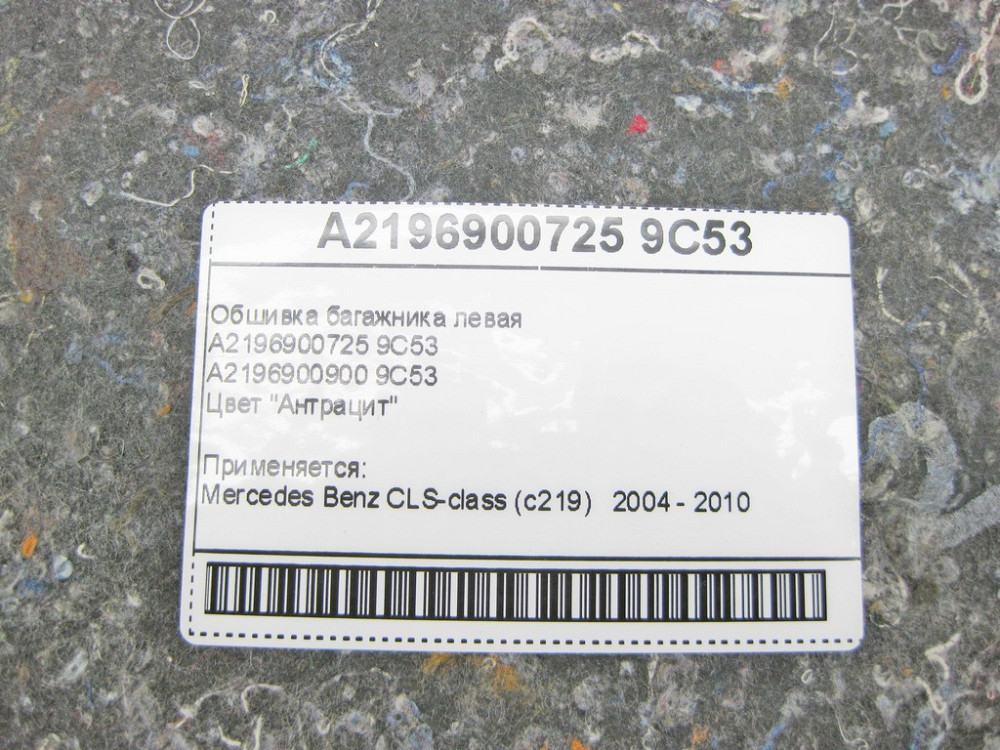 A2196900725 9C53
Обшивка багажника левая
A2196900725 9C53
A2196900900 9C53
Цвет "Антрацит"
Применяется:
Mercedes Benz CLS-class (c219) 2004 - 2010